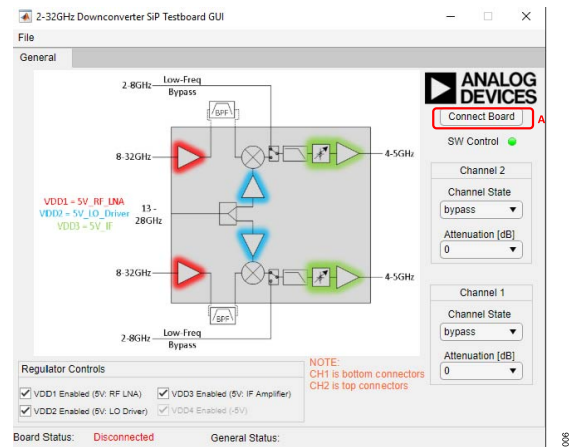 2-32GHz Downconverter SiP Testboard GUI
File
General
2-8GHz
Low-Freq
Bypass
BPF
8-32GHz
4-5GHz
VDD1 = 5V_RF_LNA
VDD2 = 5V_LO_Driver
VDD3 = 5V_IF
13 -
28GHz
8-32GHz
4-5GHz
BPF
2-8GHz
Low-Freq
Bypass
ANALOG
DEVICES
Connect Board
A
SW Control
Channel 2
Channel State
bypass
Attenuation [dB]
0
Channel 1
Channel State
bypass
Attenuation [dB]
0
NOTE:
CH1 is bottom connectors
CH2 is top connectors
Regulator Controls
VDD1 Enabled (5V: RF LNA)
VDD3 Enabled (5V: IF Amplifier)
VDD2 Enabled (5V: LO Driver)
VDD4 Enabled (-5V)
Board Status: Disconnected
General Status:
006